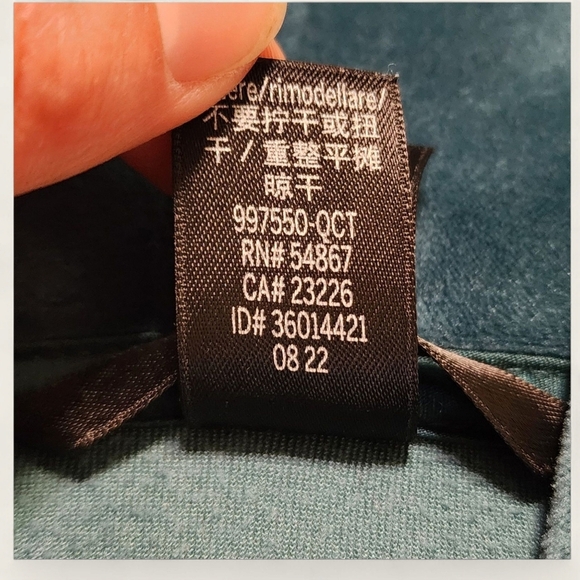 /rimodellare/
不要拧干或扭
干/重整平摊
晾干
997550-QCT
RN# 54867
CA# 23226
ID# 36014421
08 22